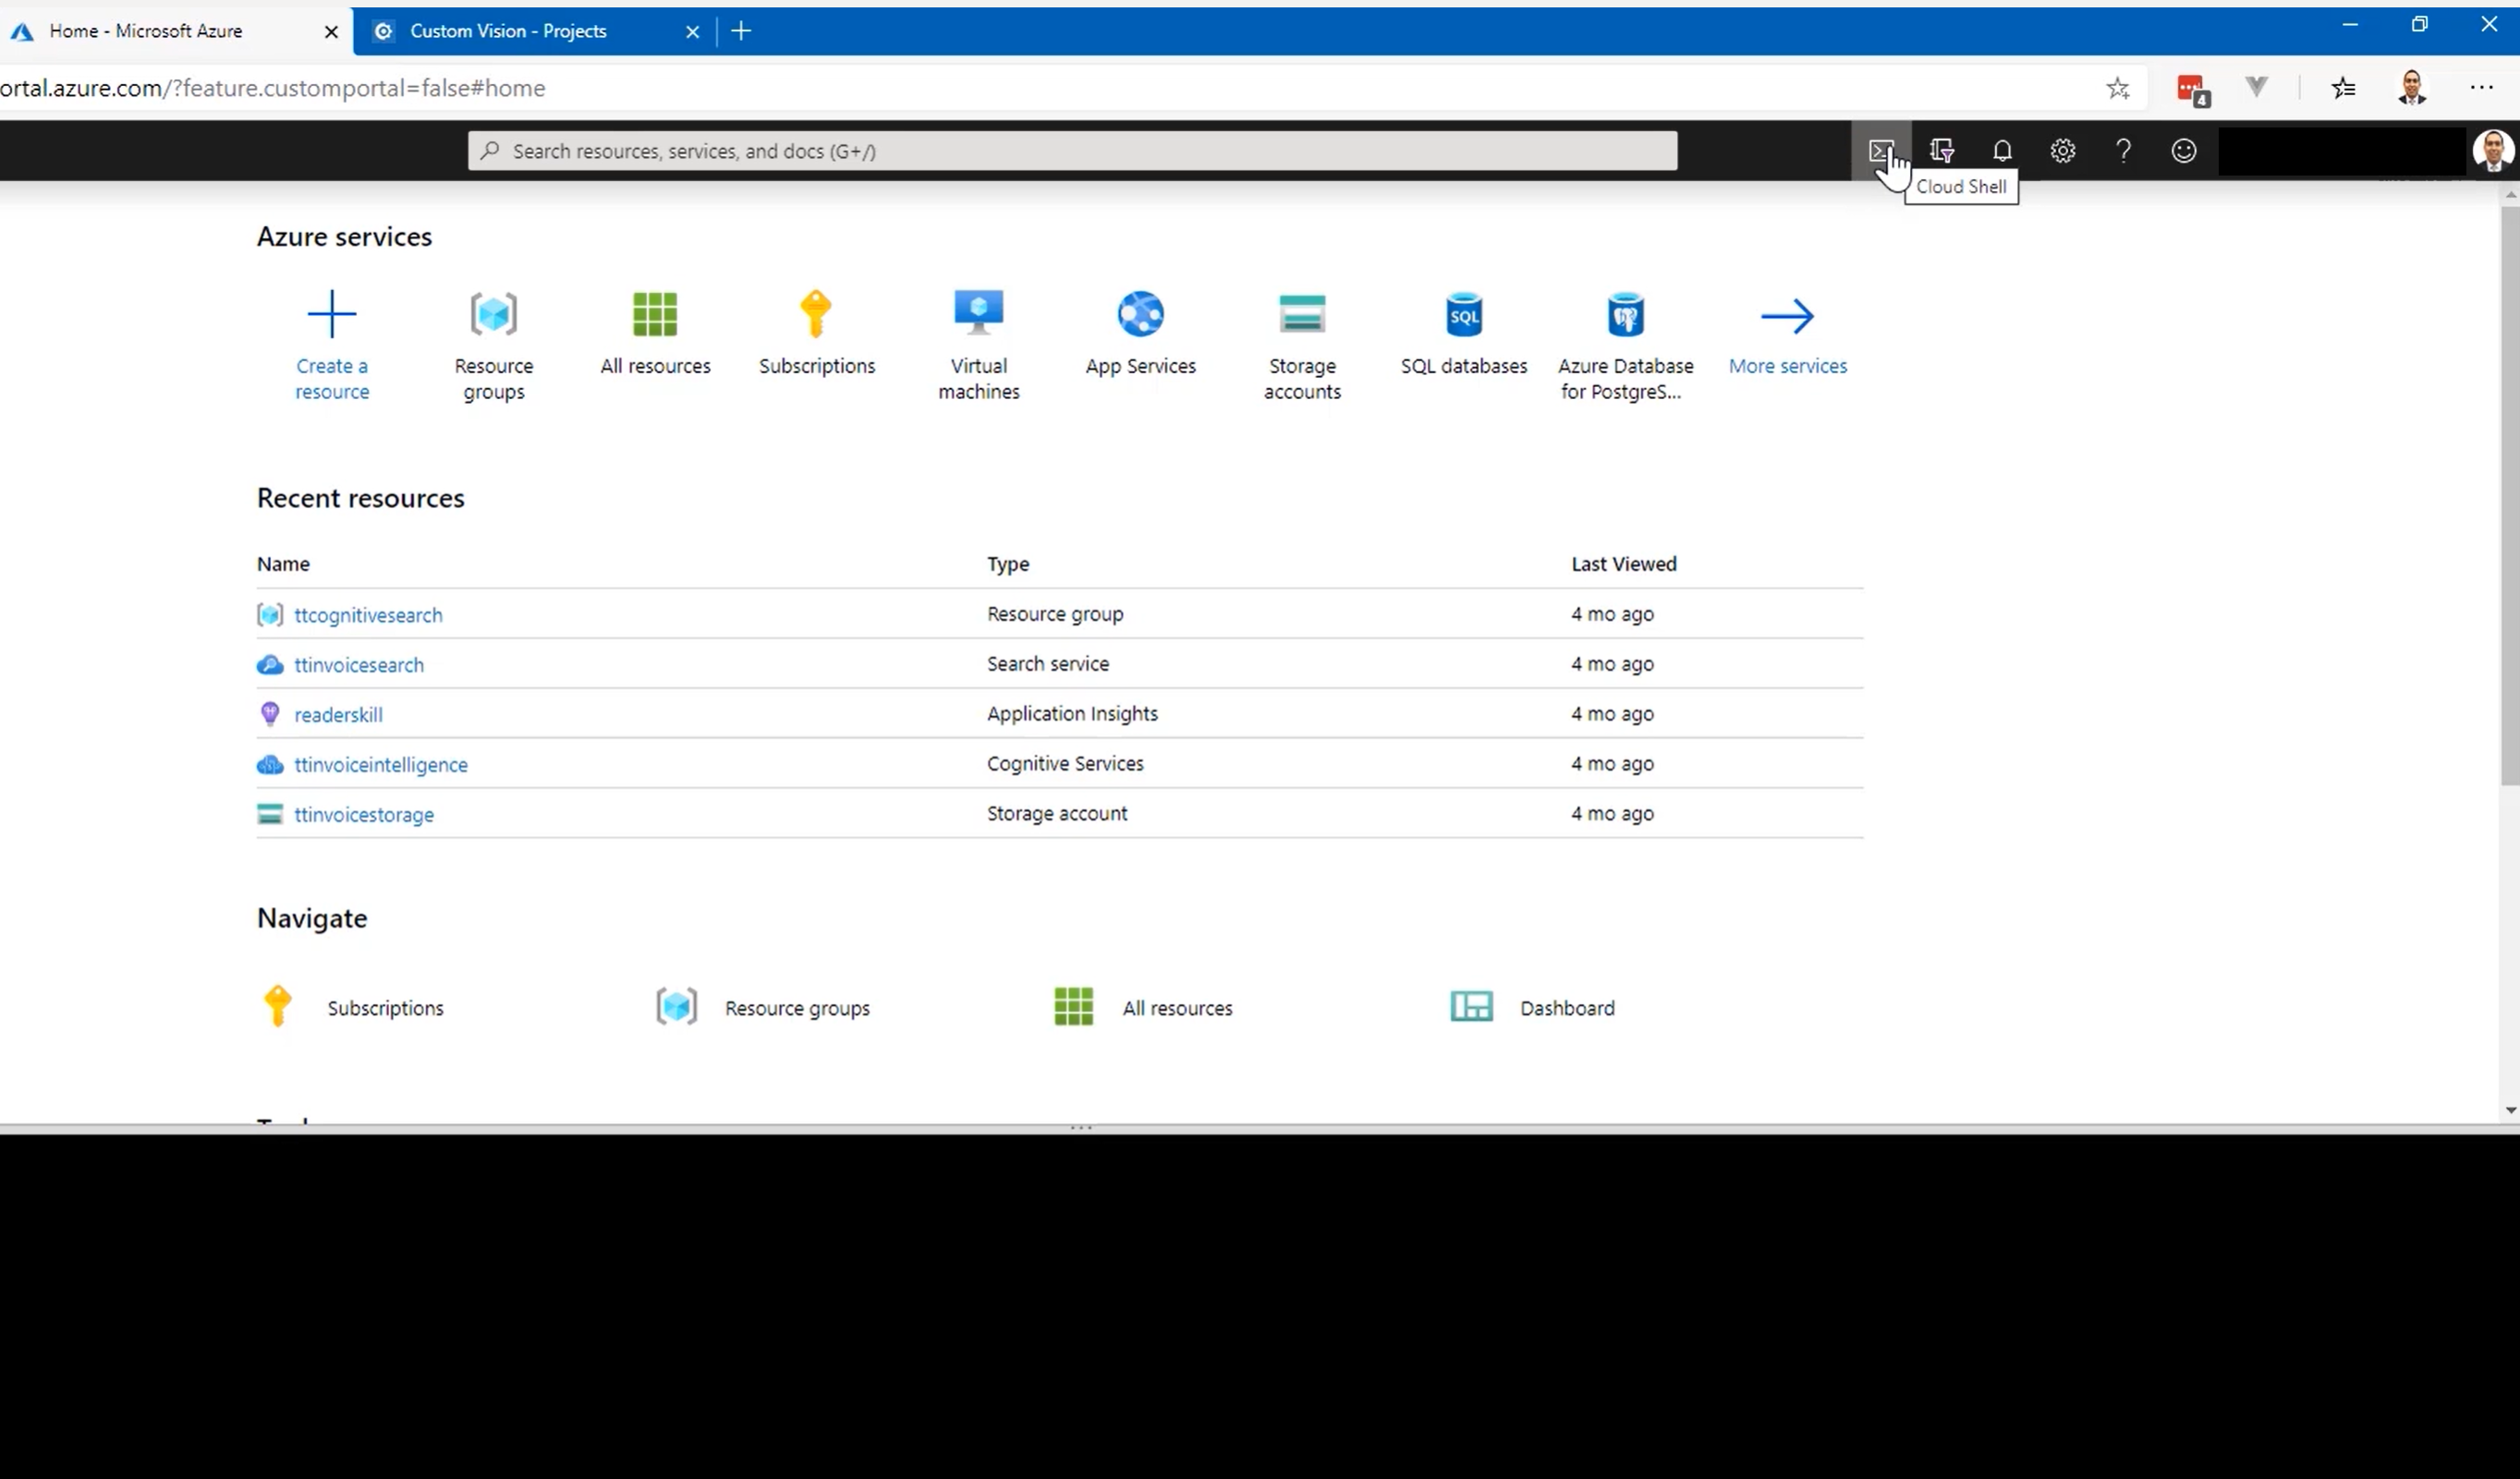 Home - Microsoft Azure
Custom Vision - Projects
ortal.azure.com/?feature.customportal=false#home
4
Search resources, services, and docs (G+/)
Cloud Shell
Azure services
Create a
resource
Resource
groups
All resources
Subscriptions
Virtual
machines
App Services
Storage
accounts
SQL
SQL databases
Azure Database
for PostgreS...
More services
Recent resources
Name Type Last Viewed
ttcognitivesearch Resource group 4 mo ago
ttinvoicesearch Search service 4 mo ago
readerskill Application Insights 4 mo ago
ttinvoiceintelligence Cognitive Services 4 mo ago
ttinvoicestorage Storage account 4 mo ago
Navigate
Subscriptions
Resource groups
All resources
Dashboard